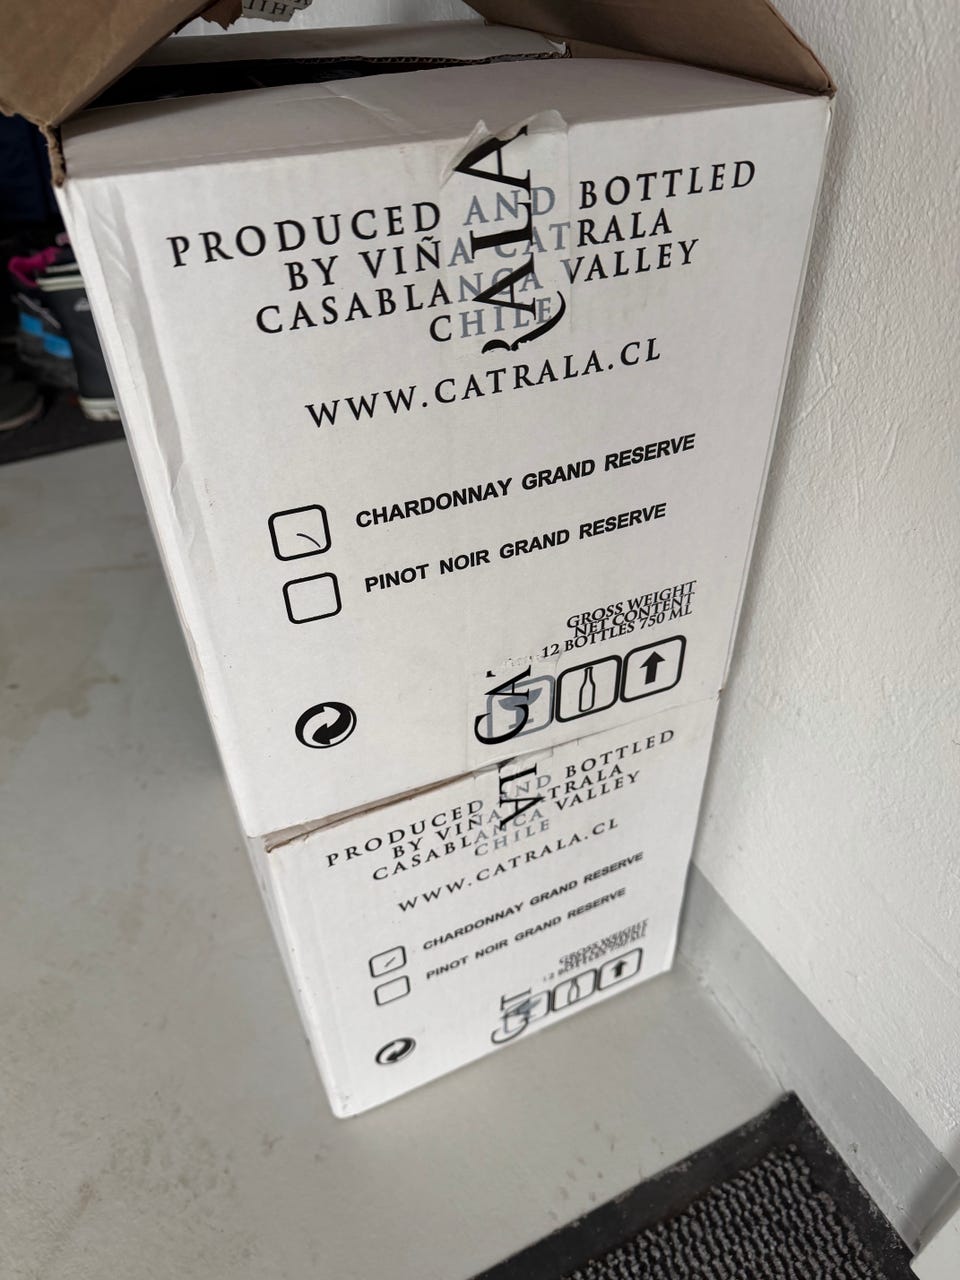 PRODUCED AND BOTTLED
BY VIÑA CATRALA
CASABLANCA VALLEY
CHILE
WWW.CATRALA.CL
CHARDONNAY GRAND RESERVE
PINOT NOIR GRAND RESERVE
GROSS WEIGHT
NET CONTENT
12 BOTTLES 750 ML
PRODUCED AND BOTTLED
BY VIÑA CATRALA
CASABLANCA VALLEY
CHILE
WWW.CATRALA.CL
CHARDONNAY GRAND RESERVE
PINOT NOIR GRAND RESERVE
GROSS WEIGHT